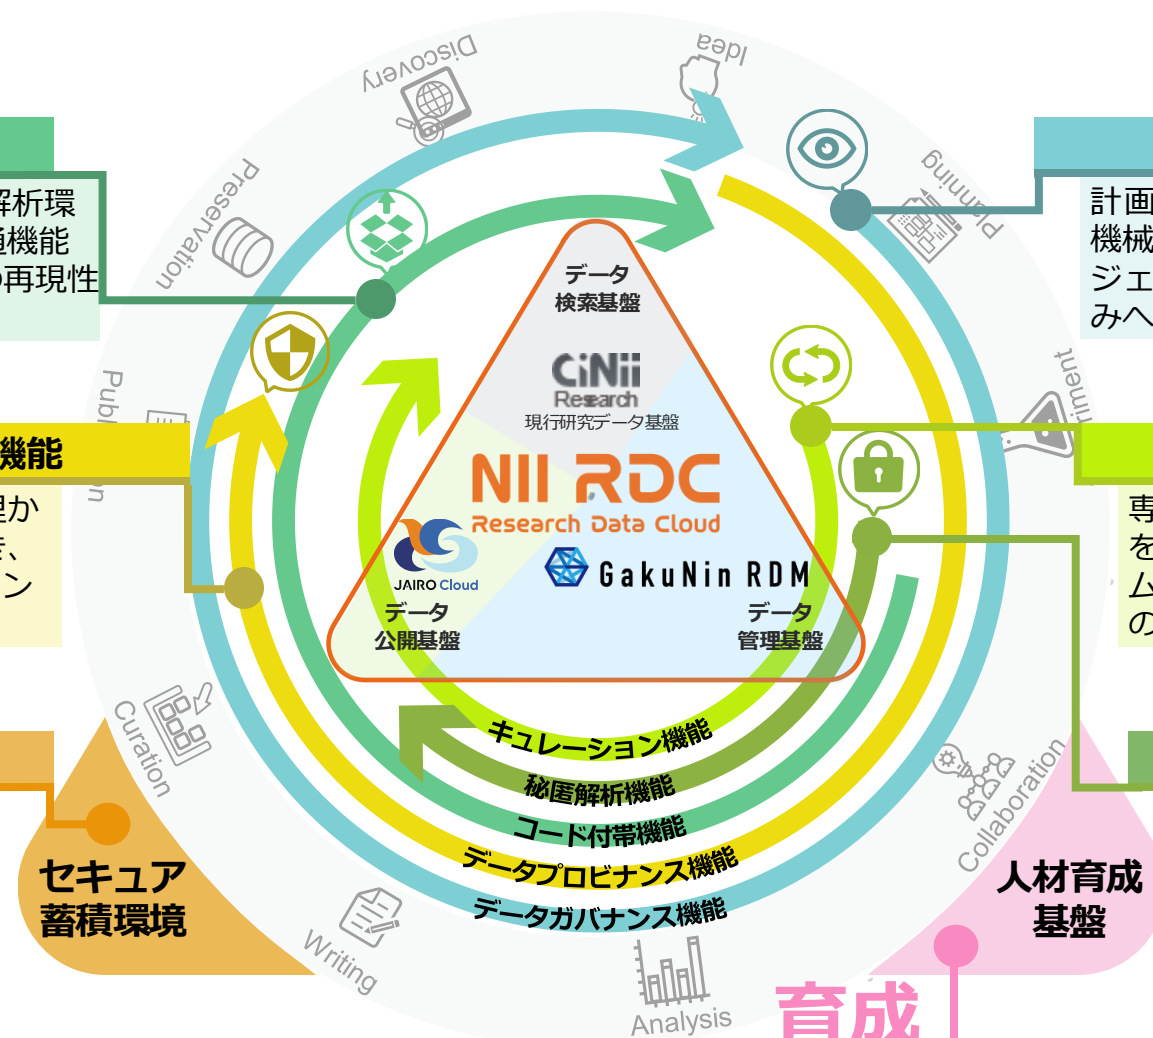 Discovery
Idea
Preservation
Planning
解析環
機能
の再現性
計画
機械
ジェ
みへ
データ
検索基盤
CiNii
Research
現行研究データ基盤
機能
NII RDC
Research Data Cloud
JAIRO Cloud
GakuNin RDM
データ
公開基盤
データ
管理基盤
riment
Pub
n
理か
、
ン
専
を
ム
の
キュレーション機能
秘匿解析機能
コード付帯機能
データプロビナンス機能
データガバナンス機能
Curation
Collaboration
セキュア
蓄積環境
人材育成
基盤
Writing
Analysis
育成